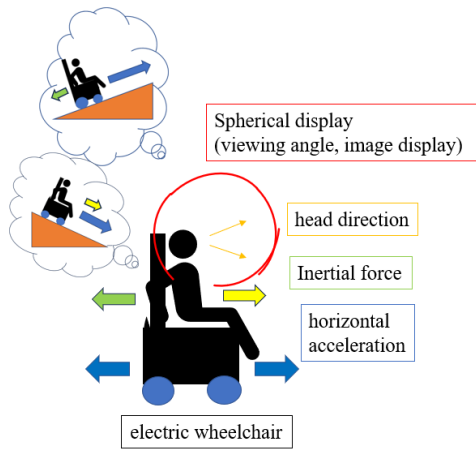 Spherical display
(viewing angle, image display)
head direction
Inertial force
horizontal
acceleration
electric wheelchair